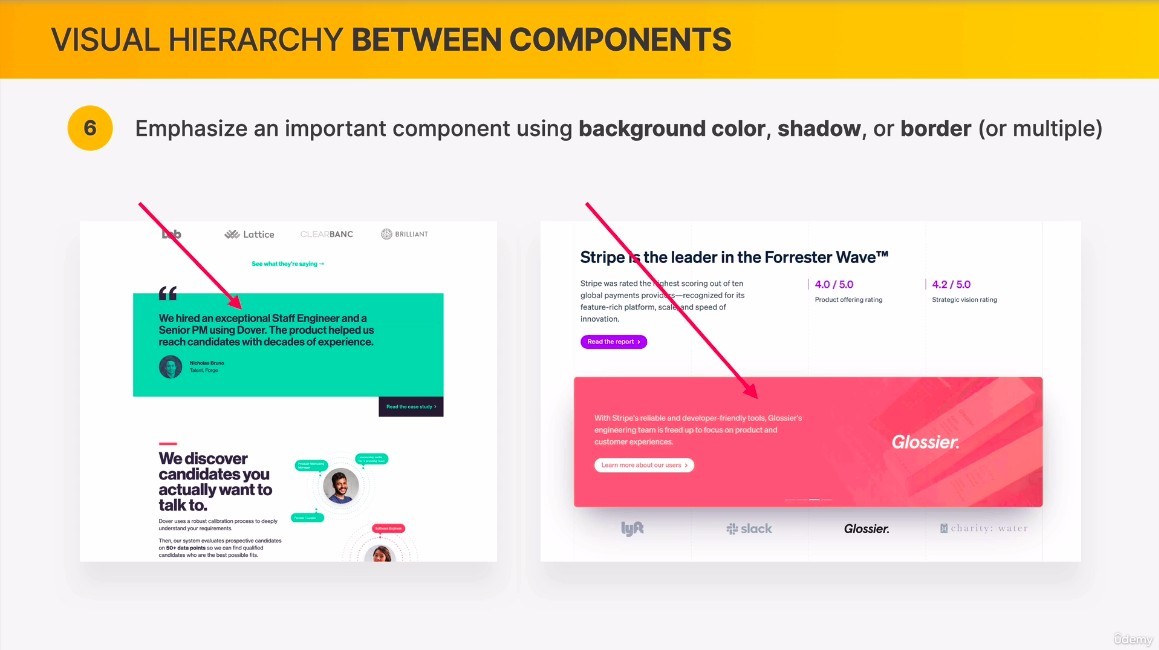 VISUAL HIERARCHY BETWEEN COMPONENTS
6
Emphasize an important component using background color, shadow, or border (or multiple)
Lattice
CLEARBANC
BRILLIANT
See what they're saying →
“
We hired an exceptional Staff Engineer and a
Senior PM using Dover. The product helped us
reach candidates with decades of experience.
Nicholas Bruno
Talent, Forge
Read the case study ›
We discover
candidates you
actually want to
talk to.
Dover uses a robust calibration process to deeply
understand your requirements.
Then, our system evaluates prospective candidates
on 50+ data points so we can find qualified
candidates who are the best possible fits.
Software Engineer
Stripe is the leader in the Forrester Wave™
Stripe was rated the highest scoring out of ten
global payments providers—recognized for its
feature-rich platform, scale and speed of
innovation.
Read the report ›
4.0 / 5.0
Product offering rating
4.2 / 5.0
Strategic vision rating
With Stripe's reliable and developer-friendly tools, Glossier's
engineering team is freed up to focus on product and
customer experiences.
Learn more about our users ›
Glossier.
lyft
slack
Glossier.
charity: water
ûdemy